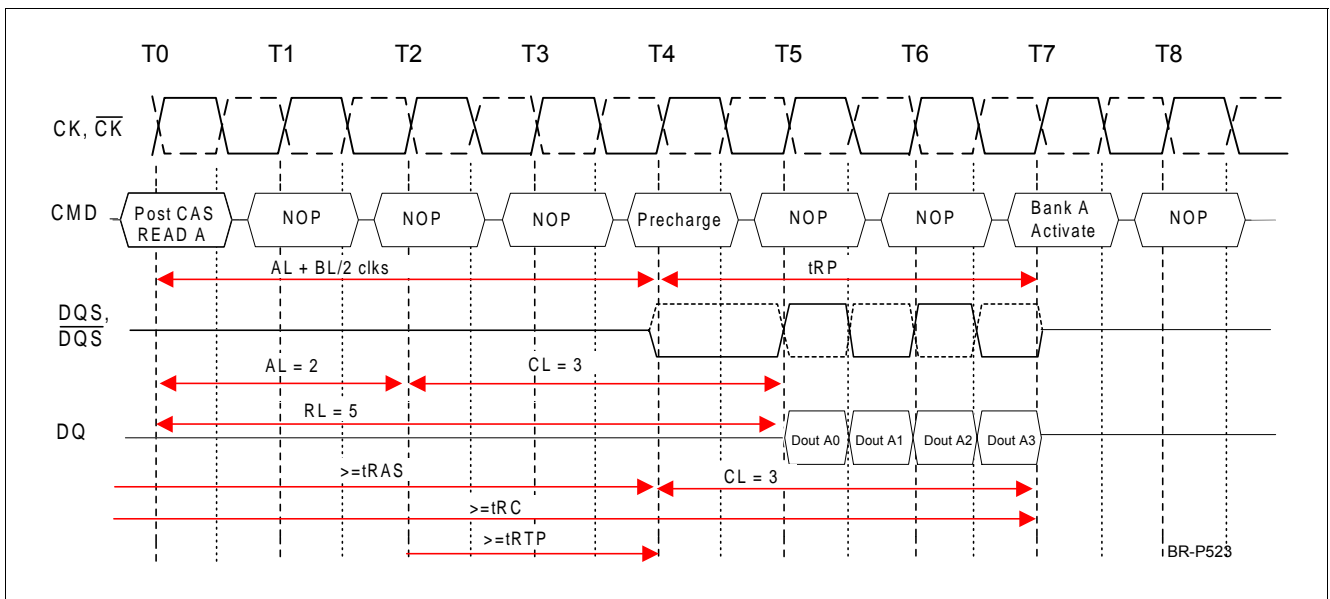 T0 T1 T2 T3 T4 T5 T6 T7 T8
CK, CK
CMD
Post CAS
READ A
NOP
NOP
NOP
Precharge
NOP
NOP
Bank A
Activate
NOP
AL + BL/2 clks
tRP
DQS,
DQS
AL = 2
CL = 3
RL = 5
DQ
Dout A0
Dout A1
Dout A2
Dout A3
>=tRAS
CL = 3
>=tRC
>=tRTP
BR-P523